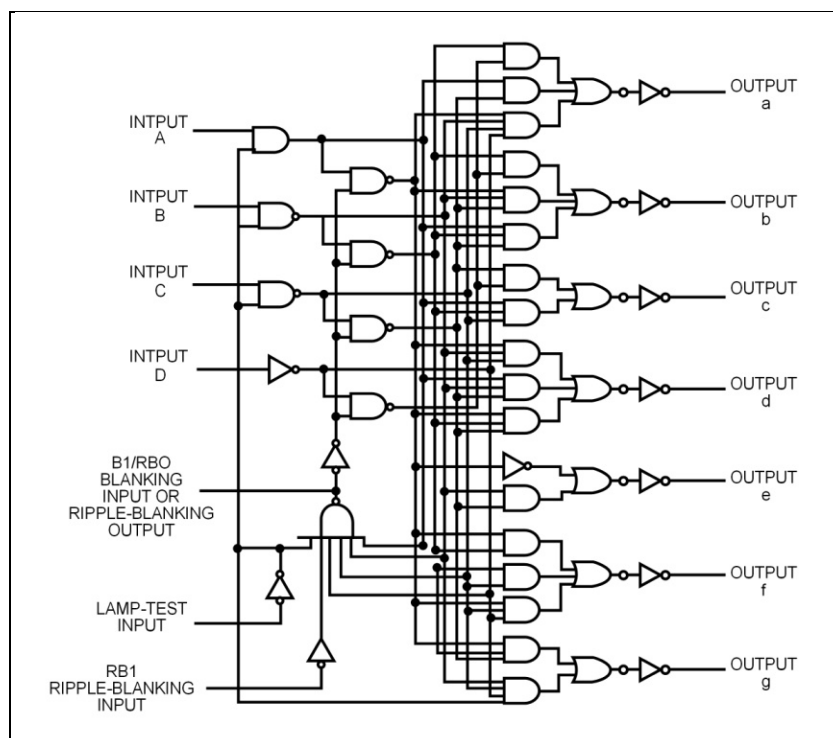 OUTPUT
a
INTPUT
A
INTPUT
B
OUTPUT
b
INTPUT
C
OUTPUT
c
INTPUT
D
OUTPUT
d
B1/RBO
BLANKING
INPUT OR
RIPPLE-BLANKING
OUTPUT
OUTPUT
e
LAMP-TEST
INPUT
OUTPUT
f
RB1
RIPPLE-BLANKING
INPUT
OUTPUT
g